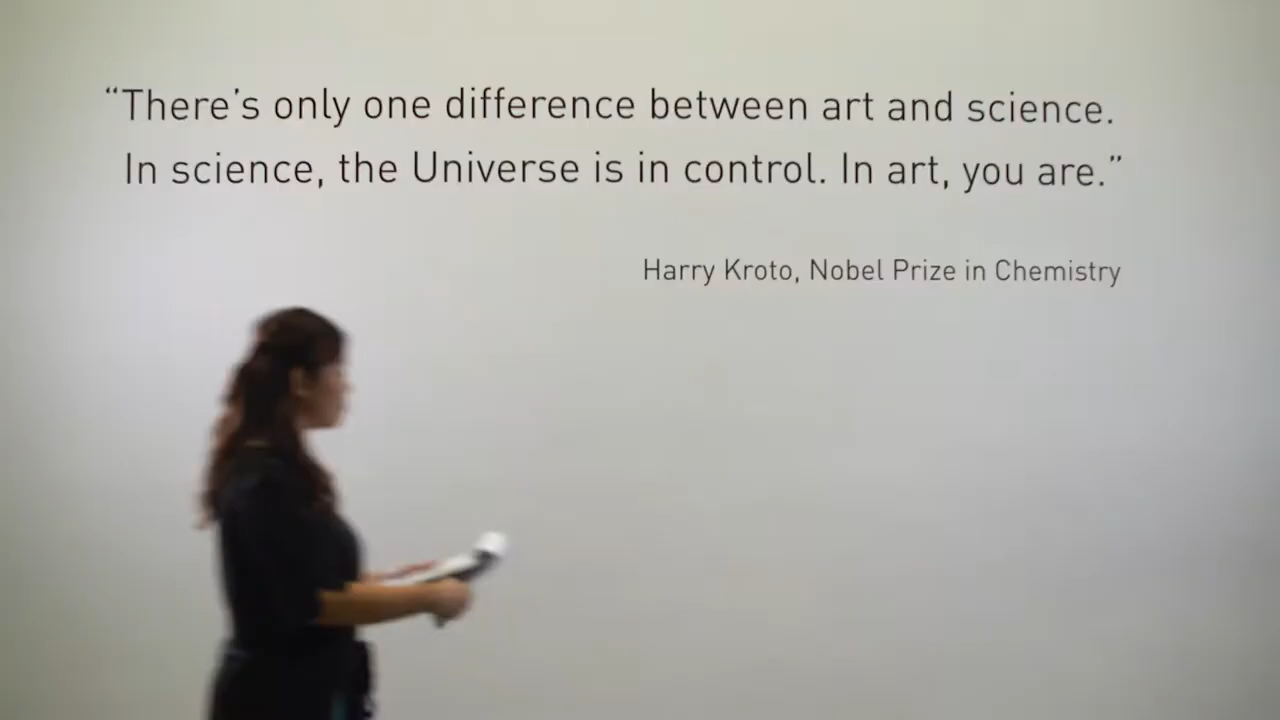 “There’s only one difference between art and science.
In science, the Universe is in control. In art, you are.”
Harry Kroto, Nobel Prize in Chemistry